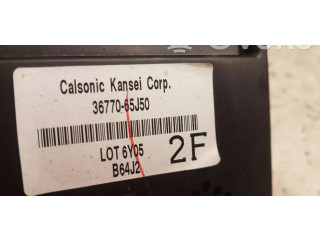 Calsonic Kansei Corp.
36770-65J50
LOT 6Y05
2F
B64J2